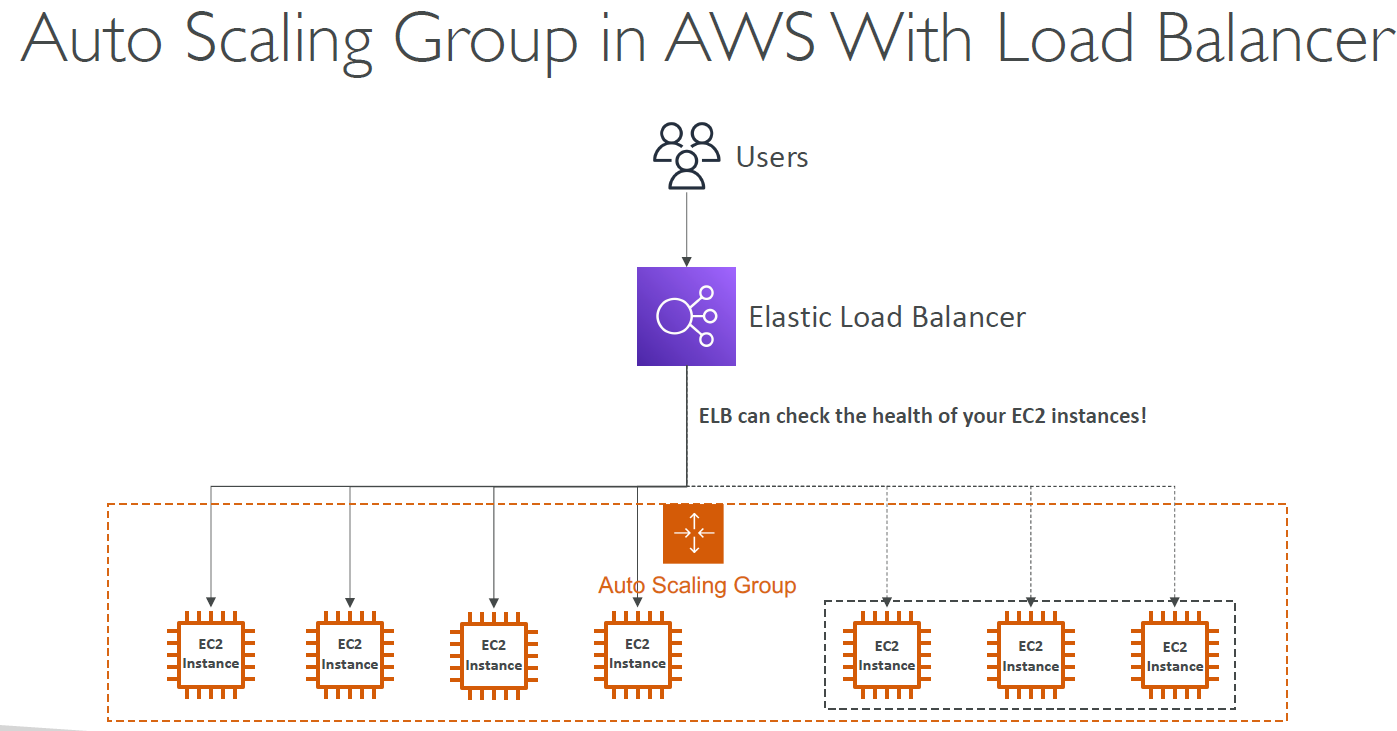 Auto Scaling Group in AWS With Load Balancer
Users
Elastic Load Balancer
ELB can check the health of your EC2 instances!
Auto Scaling Group
EC2
Instance
EC2
Instance
EC2
Instance
EC2
Instance
EC2
Instance
EC2
Instance
EC2
Instance